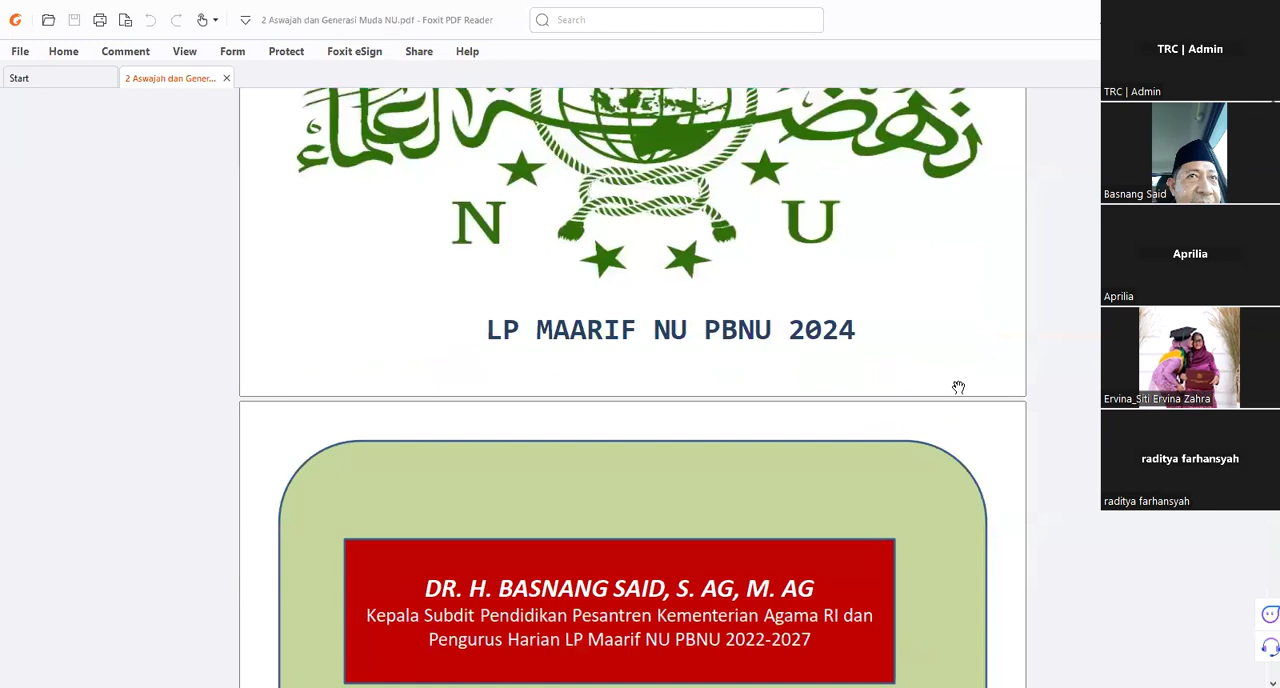 2 Aswajah dan Generasi Muda NU.pdf - Foxit PDF Reader
Search
File Home Comment View Form Protect Foxit eSign Share Help
Start
2 Aswajah dan Gener...
N U
LP MAARIF NU PBNU 2024
DR. H. BASNANG SAID, S. AG, M. AG
Kepala Subdit Pendidikan Pesantren Kementerian Agama RI dan
Pengurus Harian LP Maarif NU PBNU 2022-2027
TRC | Admin
TRC | Admin
Basnang Said
Aprilia
Aprilia
Ervina_Siti Ervina Zahra
raditya farhansyah
raditya farhansyah